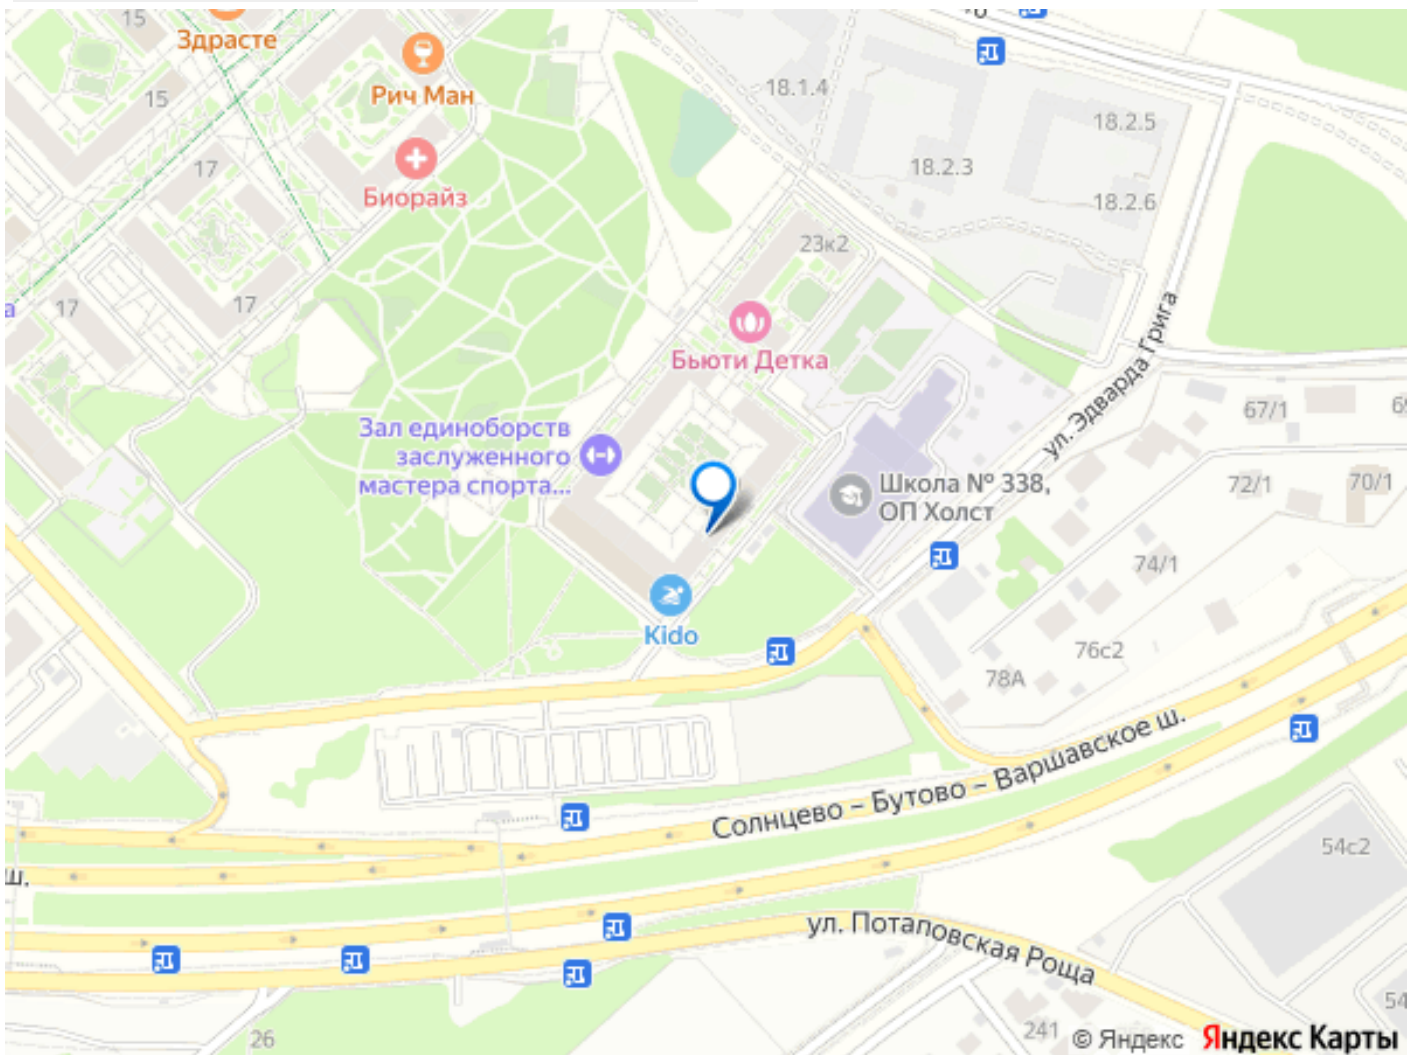 15
Здрасте
Рич Ман
15
18.1.4
18.2.5
18.2.3
17
Биорайз
18.2.6
23к2
17
17
а
Бьюти Детка
ул. Эдварда Грига
67/1
Зал единоборств
заслуженного
мастера спорта...
Школа № 338,
ОП Холст
72/1
70/1
74/1
Kido
76с2
78А
Солнцево – Бутово – Варшавское ш.
54с2
ш.
ул. Потаповская Роща
26
241
54
© Яндекс Яндекс Карты